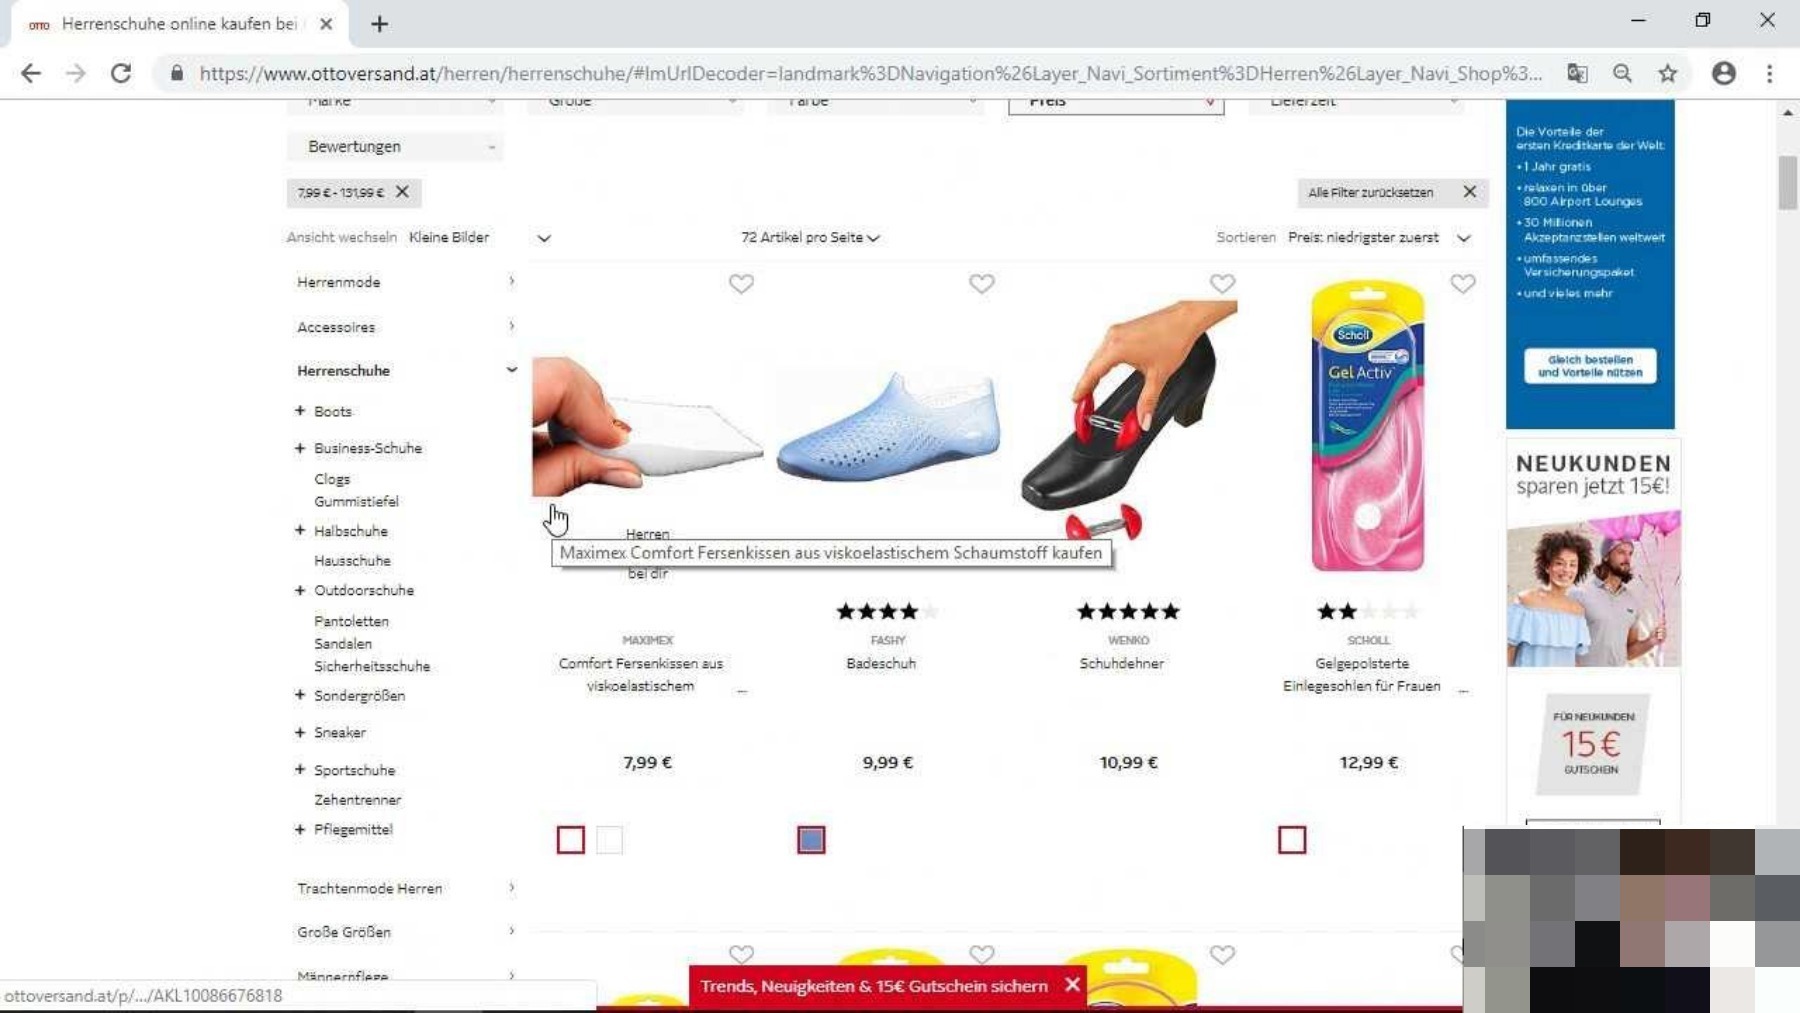 OTTO Herrenschuhe online kaufen bei
https://www.ottoversand.at/herren/herrenschuhe/#lmUrlDecoder=landmark%3DNavigation%26Layer_Navi_Sortiment%3DHerren%26Layer_Navi_Shop%3...
Marke Größe Farbe Preis Lieferzeit
Bewertungen
7,99 € - 131,99 € Alle Filter zurücksetzen
Ansicht wechseln Kleine Bilder 72 Artikel pro Seite Sortieren Preis: niedrigster zuerst
Herrenmode
Accessoires
Herrenschuhe
+ Boots
+ Business-Schuhe
Clogs
Gummistiefel
+ Halbschuhe
Hausschuhe
+ Outdoorschuhe
Pantoletten
Sandalen
Sicherheitsschuhe
+ Sondergrößen
+ Sneaker
+ Sportschuhe
Zehentrenner
+ Pflegemittel
Trachtenmode Herren
Große Größen
Männerpflege
Scholl
GelActiv
Herren
Maximex Comfort Fersenkissen aus viskoelastischem Schaumstoff kaufen
bei dir
MAXIMEX
Comfort Fersenkissen aus
viskoelastischem ...
7,99 €
FASHY
Badeschuh
9,99 €
WENKO
Schuhdehner
10,99 €
SCHOLL
Gelgepolsterte
Einlegesohlen für Frauen ...
12,99 €
Die Vorteile der
ersten Kreditkarte der Welt:
• 1 Jahr gratis
• relaxen in über
800 Airport Lounges
• 30 Millionen
Akzeptanzstellen weltweit
• umfassendes
Versicherungspaket
• und vieles mehr
Gleich bestellen
und Vorteile nützen
NEUKUNDEN
sparen jetzt 15€!
FÜR NEUKUNDEN
15 €
GUTSCHEIN
Trends, Neuigkeiten & 15€ Gutschein sichern
ottoversand.at/p/.../AKL10086676818